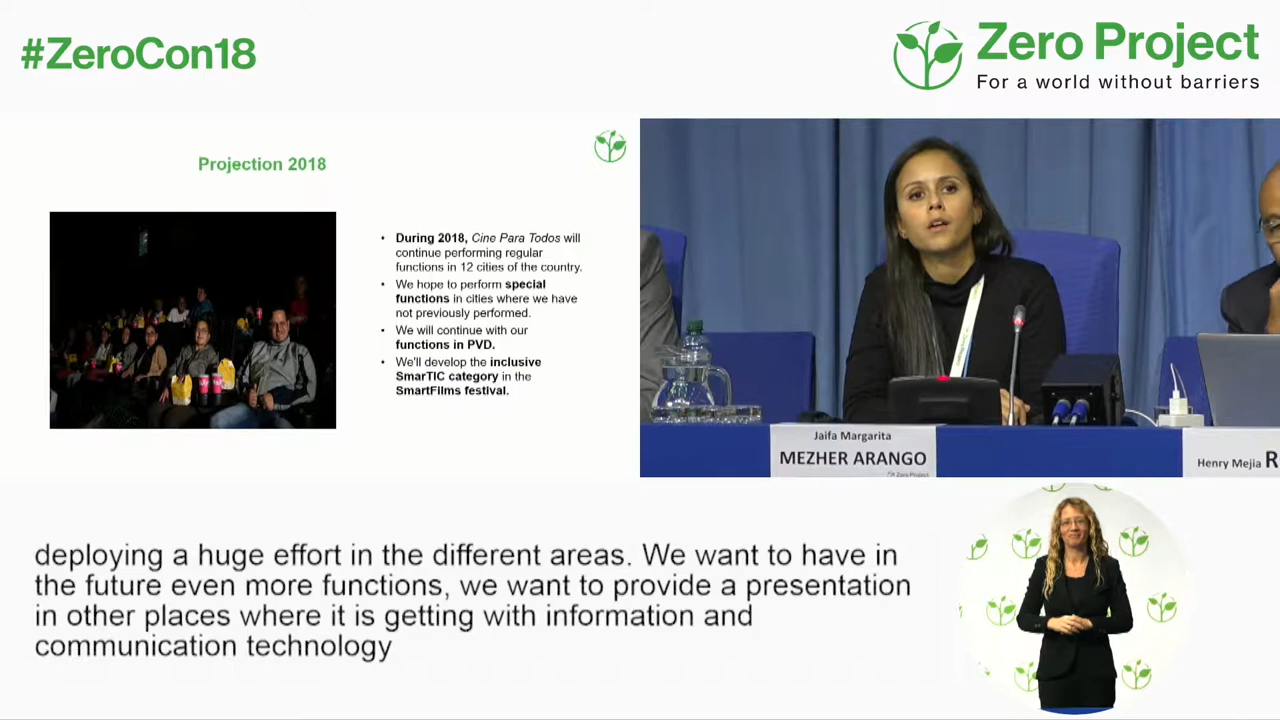 #ZeroCon18
Zero Project
For a world without barriers
Projection 2018
• During 2018, Cine Para Todos will
continue performing regular
functions in 12 cities of the country.
• We hope to perform special
functions in cities where we have
not previously performed.
• We will continue with our
functions in PVD.
• We'll develop the inclusive
SmarTIC category in the
SmartFilms festival.
Jaifa Margarita
MEZHER ARANGO
Zero Project
Henry Mejia R
deploying a huge effort in the different areas. We want to have in
the future even more functions, we want to provide a presentation
in other places where it is getting with information and
communication technology